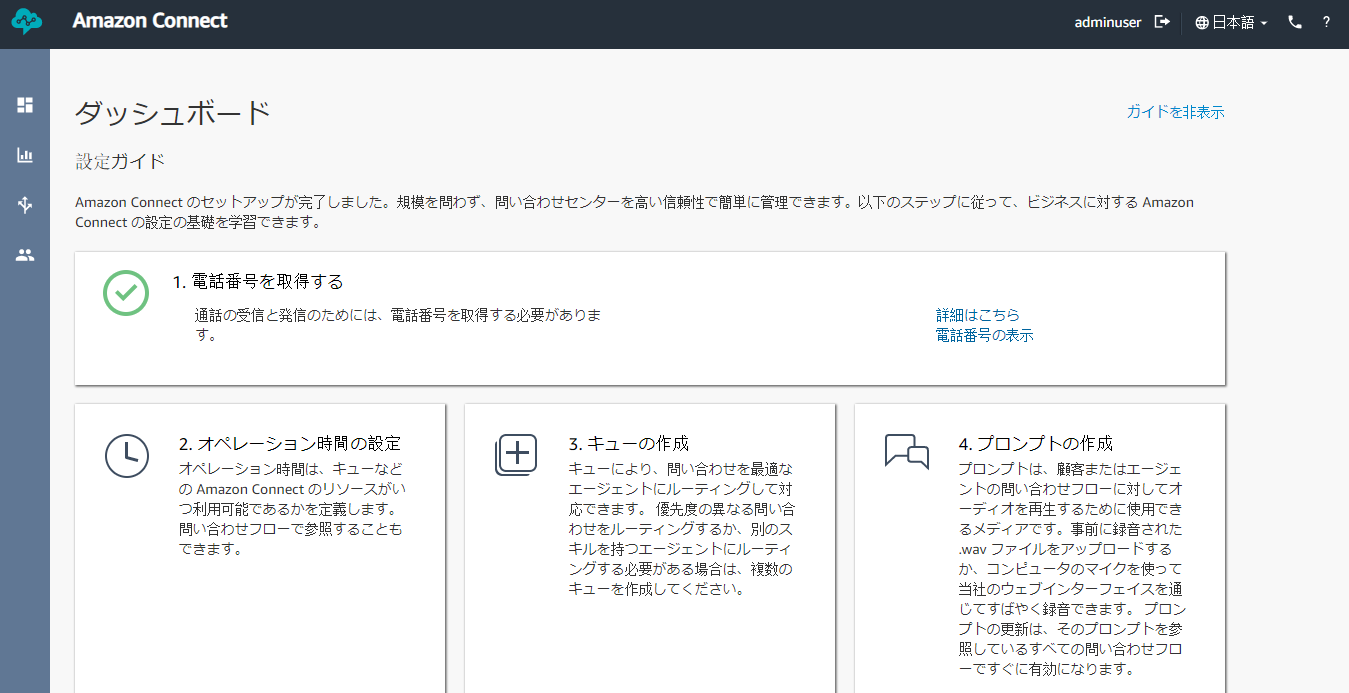 Amazon Connect
adminuser
日本語
?
ダッシュボード
ガイドを非表示
設定ガイド
Amazon Connect のセットアップが完了しました。規模を問わず、問い合わせセンターを高い信頼性で簡単に管理できます。以下のステップに従って、ビジネスに対する Amazon
Connect の設定の基礎を学習できます。
1. 電話番号を取得する
通話の受信と発信のためには、電話番号を取得する必要がありま
す。
詳細はこちら
電話番号の表示
2. オペレーション時間の設定
オペレーション時間は、キューなど
の Amazon Connect のリソースがい
つ利用可能であるかを定義します。
問い合わせフローで参照することも
できます。
3. キューの作成
キューにより、問い合わせを最適な
エージェントにルーティングして対
応できます。 優先度の異なる問い合
わせをルーティングするか、別のス
キルを持つエージェントにルーティ
ングする必要がある場合は、複数の
キューを作成してください。
4. プロンプトの作成
プロンプトは、顧客またはエージェ
ントの問い合わせフローに対してオ
ーディオを再生するために使用でき
るメディアです。事前に録音された
.wav ファイルをアップロードする
か、コンピュータのマイクを使って
当社のウェブインターフェイスを通
じてすばやく録音できます。 プロン
プトの更新は、そのプロンプトを参
照しているすべての問い合わせフロ
ーですぐに有効になります。